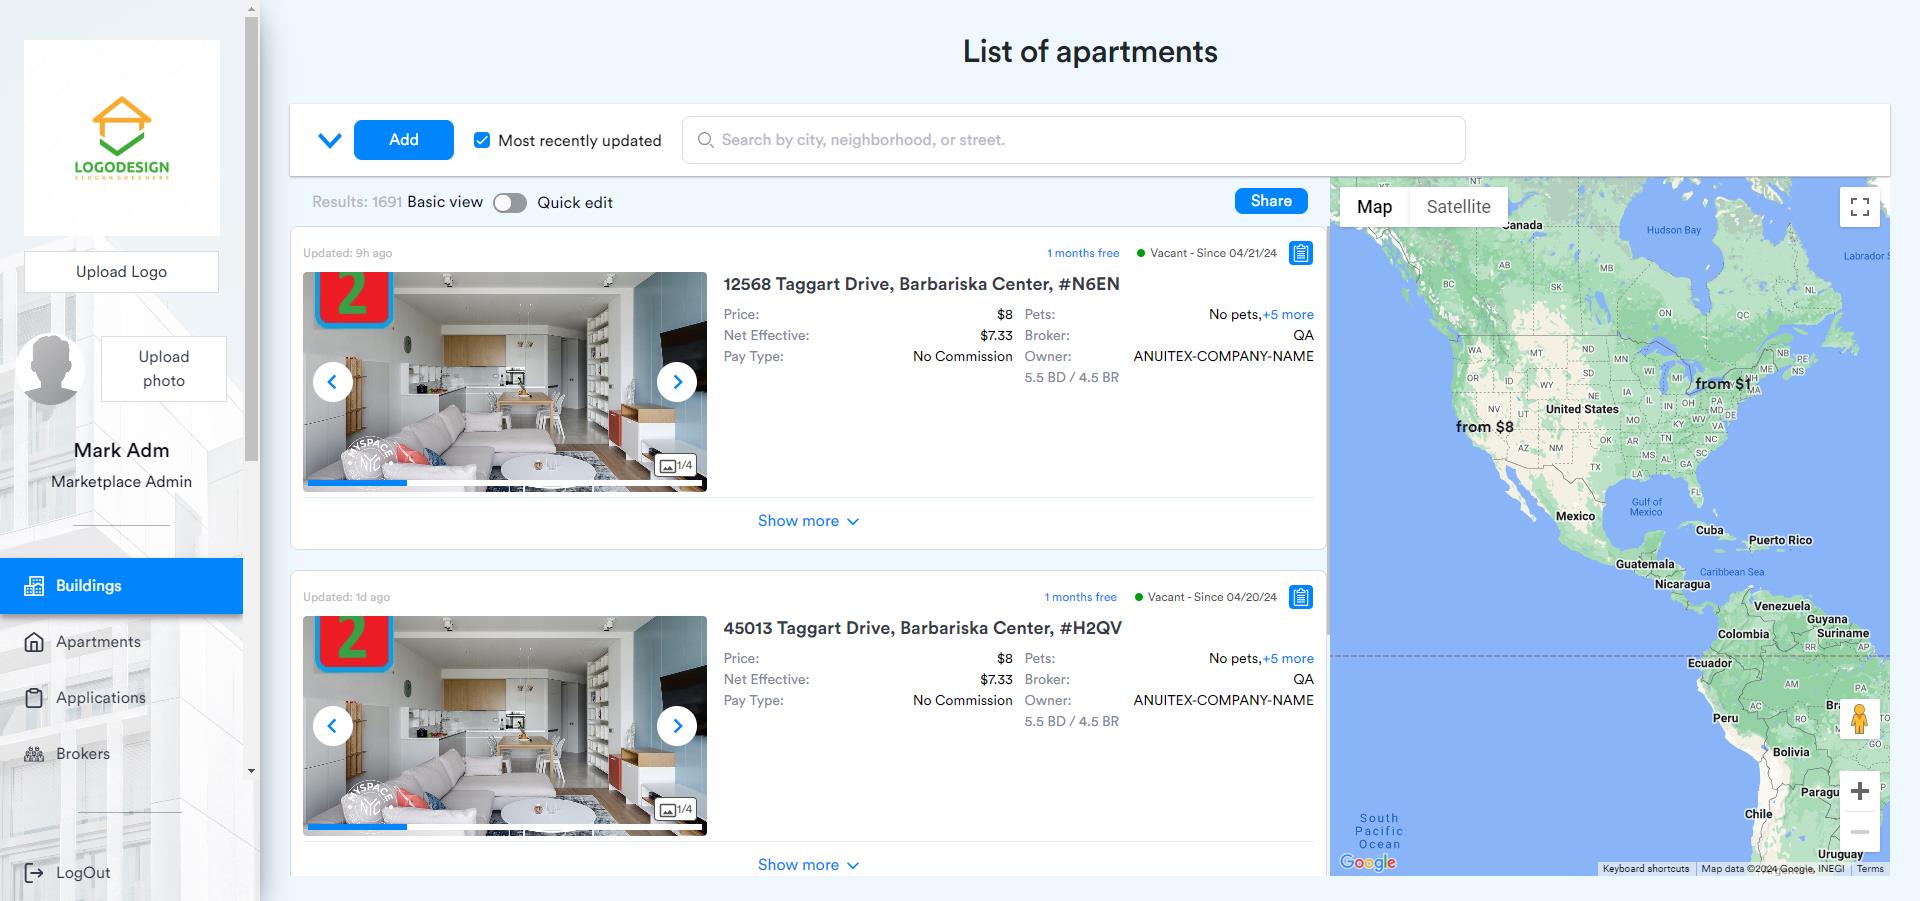 List of apartments
LOGODESIGN
SLOGANGOESHERE
Upload Logo
Upload photo
Mark Adm
Marketplace Admin
Buildings
Apartments
Applications
Brokers
LogOut
Add
Most recently updated
Search by city, neighborhood, or street.
Results: 1691
Basic view
Quick edit
Share
Updated: 9h ago
1 months free
Vacant - Since 04/21/24
2
MYSPACE
NYC
1/4
12568 Taggart Drive, Barbariska Center, #N6EN
Price: $8
Net Effective: $7.33
Pay Type: No Commission
Pets: No pets,+5 more
Broker: QA
Owner: ANUITEX-COMPANY-NAME
5.5 BD / 4.5 BR
Show more
Updated: 1d ago
1 months free
Vacant - Since 04/20/24
2
MYSPACE
NYC
1/4
45013 Taggart Drive, Barbariska Center, #H2QV
Price: $8
Net Effective: $7.33
Pay Type: No Commission
Pets: No pets,+5 more
Broker: QA
Owner: ANUITEX-COMPANY-NAME
5.5 BD / 4.5 BR
Show more
Map
Satellite
YT
NT
Canada
Hudson Bay
Labrador S
AB
MB
BC
SK
NL
ON
QC
WA
MT
ND
MN
NB
PE
OR
ID
WY
SD
WI
MI
ME
NS
from $1
NH
MA
NE
IA
IL
IN
OH
PA
MD
DE
NV
UT
United States
KY
WV
VA
from $8
OK
AR
TN
NC
AZ
NM
MS
AL
SC
GA
TX
LA
FL
Gulf of
Mexico
Mexico
Cuba
Puerto Rico
Guatemala
Caribbean Sea
Nicaragua
Venezuela
Guyana
Suriname
Colombia
RR
AP
Ecuador
AM
PA
AC
RO
TO
Bra
Peru
GO
Bolivia
Paragu
Chile
South
Pacific
Ocean
Uruguay
Google
Keyboard shortcuts
Map data ©2024 Google, INEGI
Terms